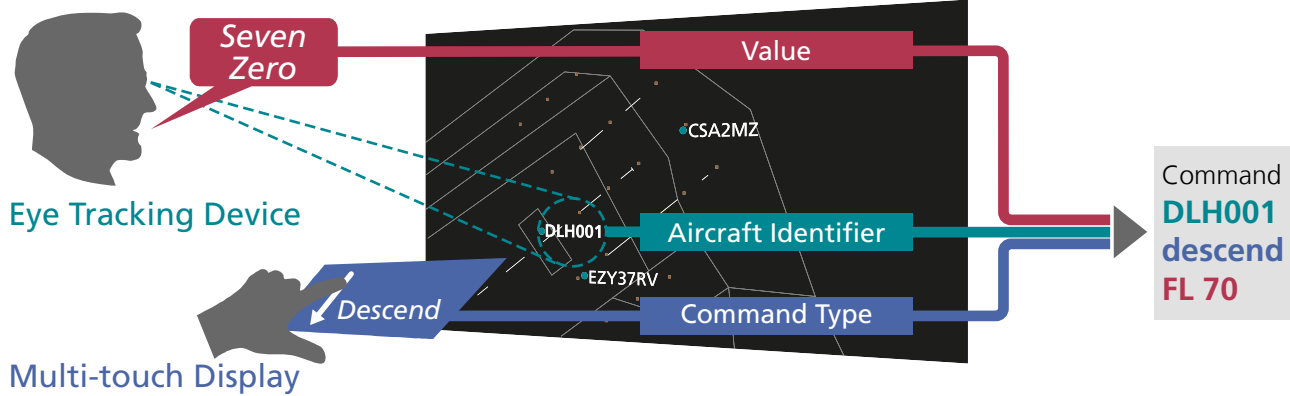 Seven
Zero
Value
CSA2MZ
Eye Tracking Device
DLH001
Aircraft Identifier
EZY37RV
Descend
Command Type
Multi-touch Display
Command
DLH001
descend
FL 70